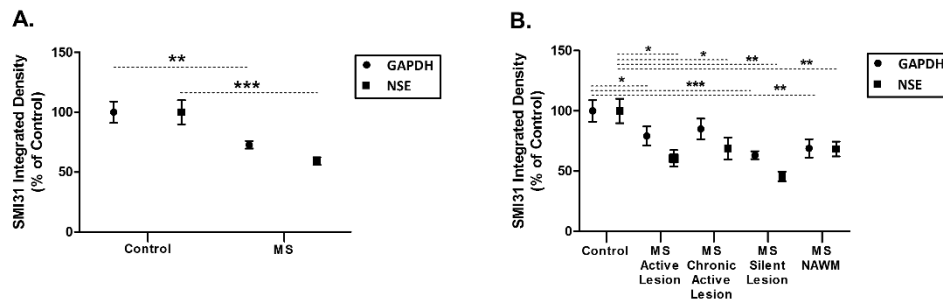 A.
SMI31 Integrated Density
(% of Control)
150
100
50
0
**
***
Control
MS
GAPDH
NSE
B.
SMI31 Integrated Density
(% of Control)
150
100
50
0
*
*
**
**
*
***
**
Control
MS
Active
Lesion
MS
Chronic
Active
Lesion
MS
Silent
Lesion
MS
NAWM
GAPDH
NSE